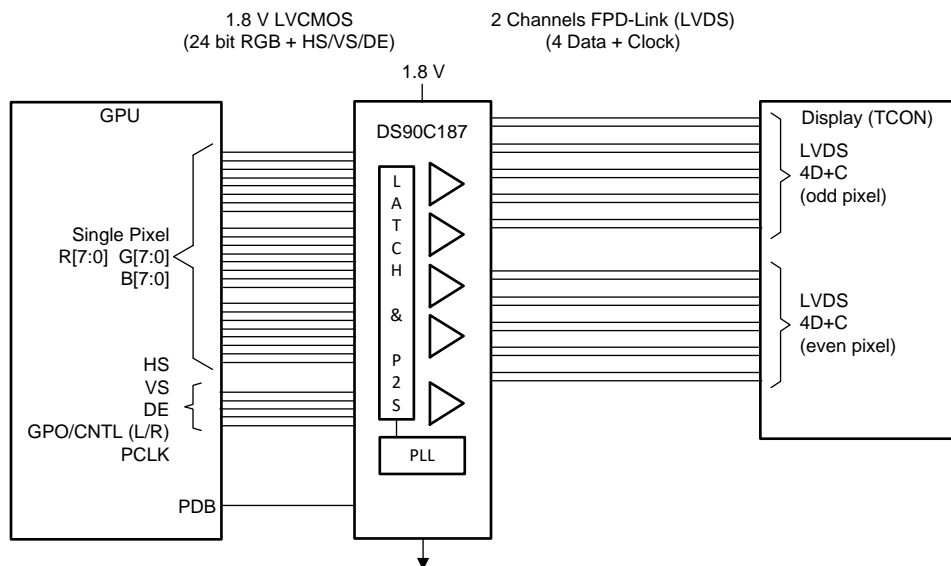 1.8 V LVCMOS
(24 bit RGB + HS/VS/DE)
2 Channels FPD-Link (LVDS)
(4 Data + Clock)
1.8 V
GPU
Single Pixel
R[7:0] G[7:0]
B[7:0]
HS
VS
DE
GPO/CNTL (L/R)
PCLK
PDB
DS90C187
LATCH & P2S
PLL
Display (TCON)
LVDS
4D+C
(odd pixel)
LVDS
4D+C
(even pixel)